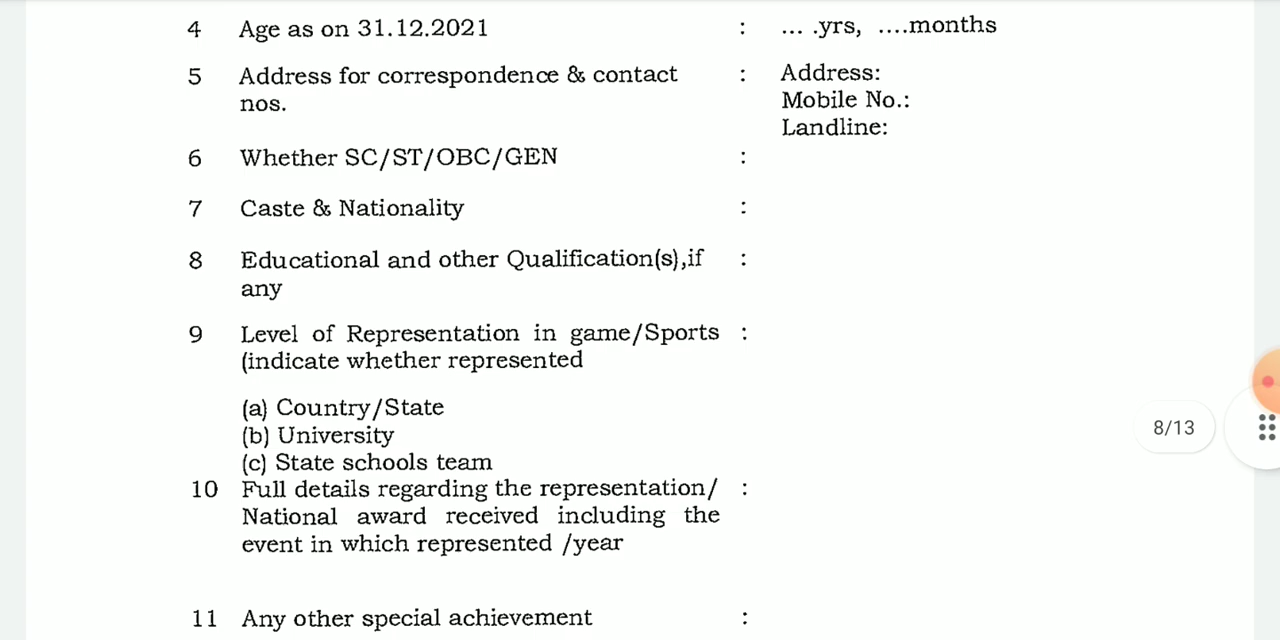 4 Age as on 31.12.2021 : ... .yrs, ....months
5 Address for correspondence & contact : Address:
nos. Mobile No.:
Landline:
6 Whether SC/ST/OBC/GEN :
7 Caste & Nationality :
8 Educational and other Qualification(s),if :
any
9 Level of Representation in game/Sports :
(indicate whether represented
(a) Country/State
(b) University
(c) State schools team
10 Full details regarding the representation/ :
National award received including the
event in which represented /year
11 Any other special achievement :
8/13